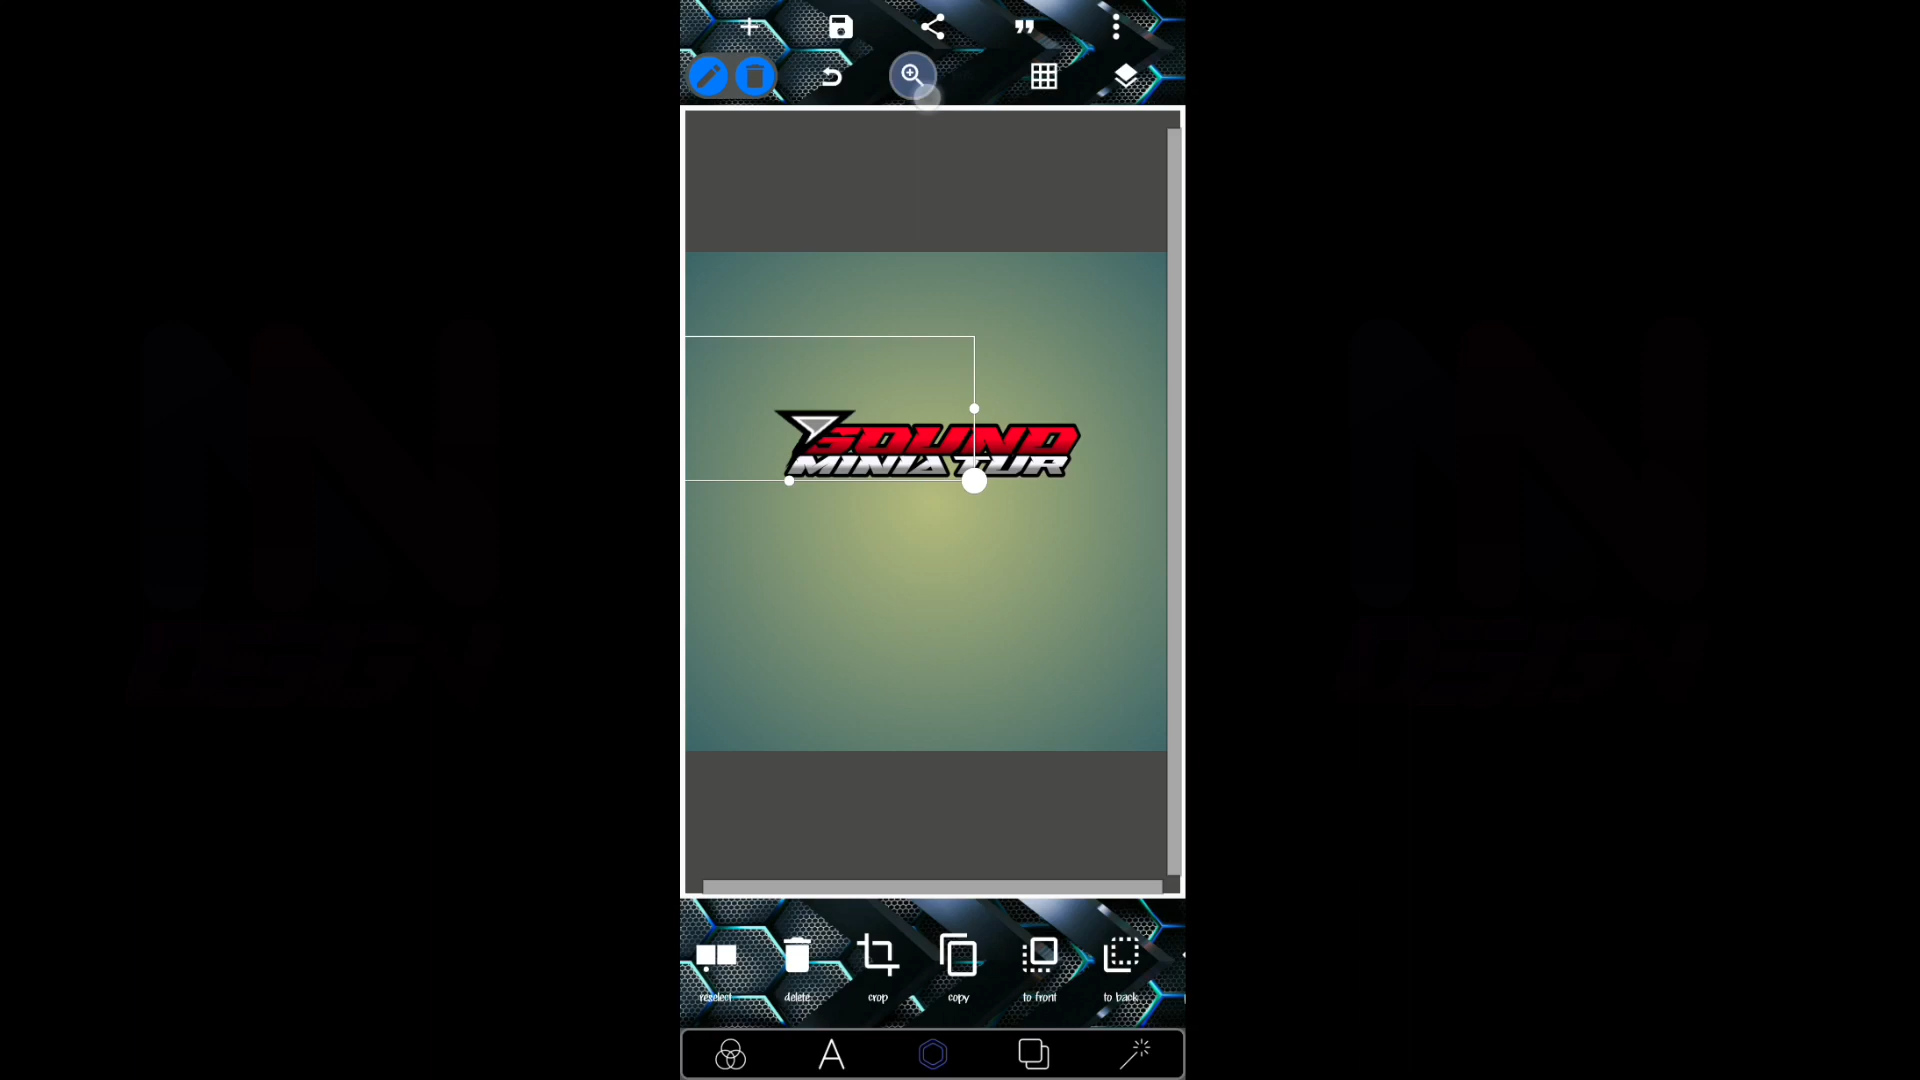 SOUND
MINIATUR
reselect
delete
crop
copy
to front
to back